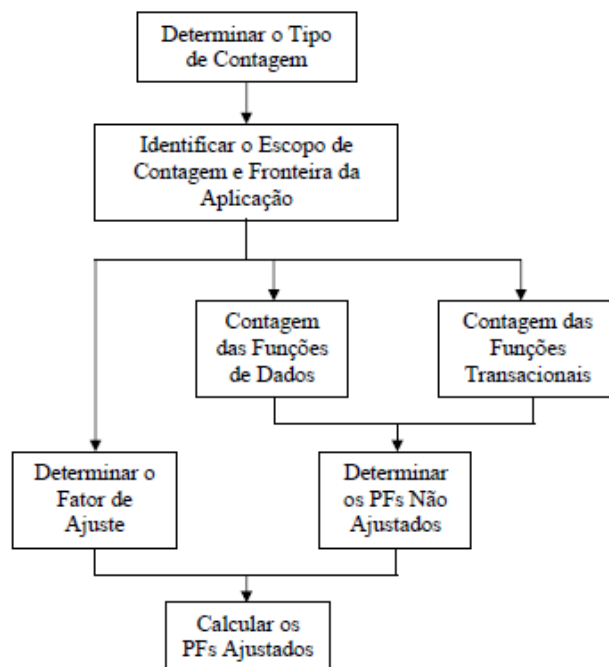 Determinar o Tipo
de Contagem
Identificar o Escopo de
Contagem e Fronteira da
Aplicação
Contagem
das Funções
de Dados
Contagem das
Funções
Transacionais
Determinar o
Fator de
Ajuste
Determinar
os PFs Não
Ajustados
Calcular os
PFs Ajustados